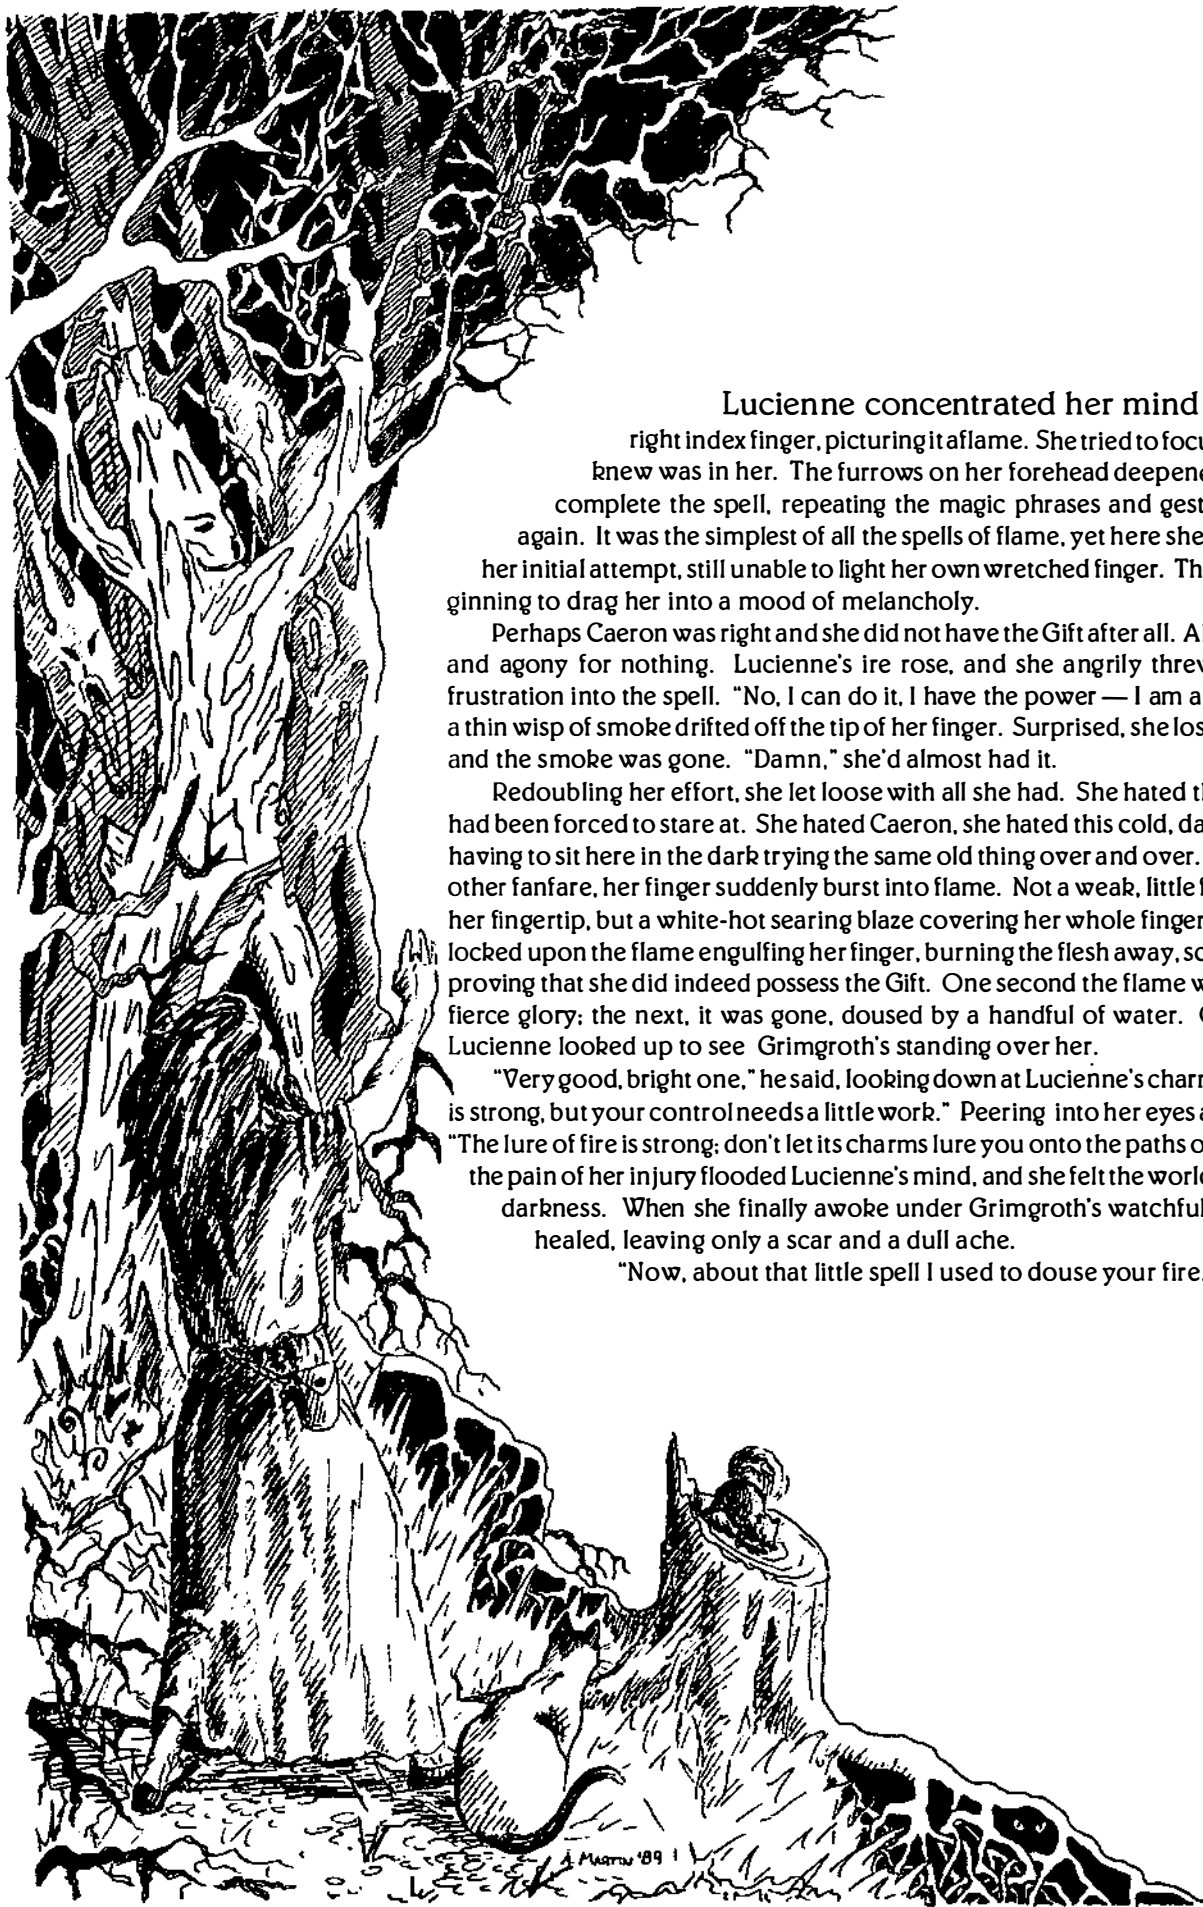 Lucienne concentrated her mind
right index finger, picturing it aflame. She tried to focu
knew was in her. The furrows on her forehead deepene
complete the spell, repeating the magic phrases and gest
again. It was the simplest of all the spells of flame, yet here she
her initial attempt, still unable to light her own wretched finger. Th
ginning to drag her into a mood of melancholy.
Perhaps Caeron was right and she did not have the Gift after all. A
and agony for nothing. Lucienne's ire rose, and she angrily threw
frustration into the spell. “No, I can do it, I have the power — I am a
a thin wisp of smoke drifted off the tip of her finger. Surprised, she los
and the smoke was gone. “Damn,” she'd almost had it.
Redoubling her effort, she let loose with all she had. She hated th
had been forced to stare at. She hated Caeron, she hated this cold, da
having to sit here in the dark trying the same old thing over and over.
other fanfare, her finger suddenly burst into flame. Not a weak, little f
her fingertip, but a white-hot searing blaze covering her whole finger
locked upon the flame engulfing her finger, burning the flesh away, sc
proving that she did indeed possess the Gift. One second the flame w
fierce glory; the next, it was gone, doused by a handful of water.
Lucienne looked up to see Grimgroth's standing over her.
“Very good, bright one,” he said, looking down at Lucienne's charr
is strong, but your control needs a little work.” Peering into her eyes a
“The lure of fire is strong; don't let its charms lure you onto the paths o
the pain of her injury flooded Lucienne's mind, and she felt the world
darkness. When she finally awoke under Grimgroth's watchful
healed, leaving only a scar and a dull ache.
“Now, about that little spell I used to douse your fire.
Martin '89